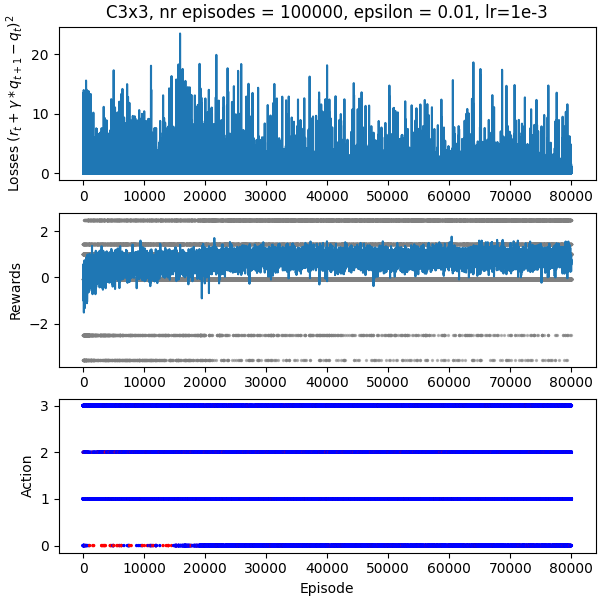 C3x3, nr episodes = 100000, epsilon = 0.01, lr=1e-3
Losses $(r_t + \gamma * q_{t+1} - q_t)^2$
20
10
0
0 10000 20000 30000 40000 50000 60000 70000 80000
Rewards
2
0
−2
0 10000 20000 30000 40000 50000 60000 70000 80000
Action
3
2
1
0
0 10000 20000 30000 40000 50000 60000 70000 80000
Episode